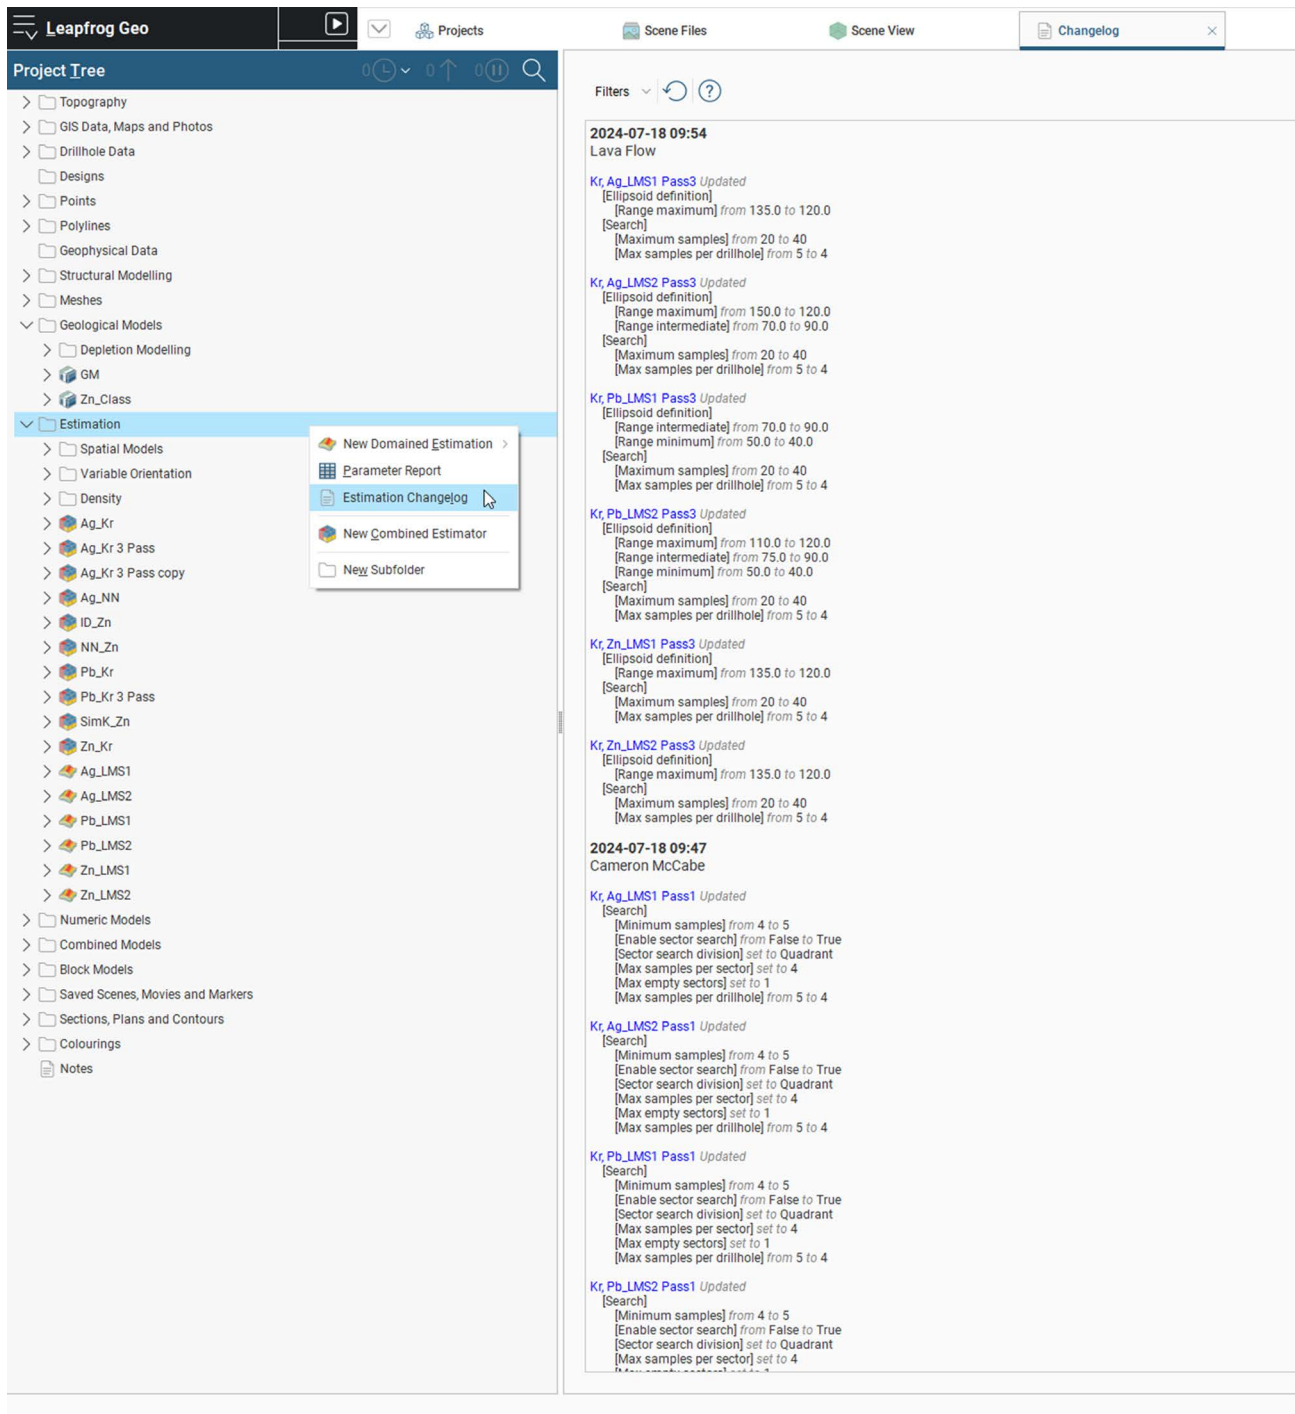 Leapfrog Geo
Projects
Scene Files
Scene View
Changelog
Project Tree
0
0
0
Topography
GIS Data, Maps and Photos
Drillhole Data
Designs
Points
Polylines
Geophysical Data
Structural Modelling
Meshes
Geological Models
Depletion Modelling
GM
Zn_Class
Estimation
Spatial Models
Variable Orientation
Density
Ag_Kr
Ag_Kr 3 Pass
Ag_Kr 3 Pass copy
Ag_NN
ID_Zn
NN_Zn
Pb_Kr
Pb_Kr 3 Pass
SimK_Zn
Zn_Kr
Ag_LMS1
Ag_LMS2
Pb_LMS1
Pb_LMS2
Zn_LMS1
Zn_LMS2
Numeric Models
Combined Models
Block Models
Saved Scenes, Movies and Markers
Sections, Plans and Contours
Colourings
Notes
New Domained Estimation
Parameter Report
Estimation Changelog
New Combined Estimator
New Subfolder
Filters
?
2024-07-18 09:54
Lava Flow
Kr, Ag_LMS1 Pass3 Updated
[Ellipsoid definition]
[Range maximum] from 135.0 to 120.0
[Search]
[Maximum samples] from 20 to 40
[Max samples per drillhole] from 5 to 4
Kr, Ag_LMS2 Pass3 Updated
[Ellipsoid definition]
[Range maximum] from 150.0 to 120.0
[Range intermediate] from 70.0 to 90.0
[Search]
[Maximum samples] from 20 to 40
[Max samples per drillhole] from 5 to 4
Kr, Pb_LMS1 Pass3 Updated
[Ellipsoid definition]
[Range intermediate] from 70.0 to 90.0
[Range minimum] from 50.0 to 40.0
[Search]
[Maximum samples] from 20 to 40
[Max samples per drillhole] from 5 to 4
Kr, Pb_LMS2 Pass3 Updated
[Ellipsoid definition]
[Range maximum] from 110.0 to 120.0
[Range intermediate] from 75.0 to 90.0
[Range minimum] from 50.0 to 40.0
[Search]
[Maximum samples] from 20 to 40
[Max samples per drillhole] from 5 to 4
Kr, Zn_LMS1 Pass3 Updated
[Ellipsoid definition]
[Range maximum] from 135.0 to 120.0
[Search]
[Maximum samples] from 20 to 40
[Max samples per drillhole] from 5 to 4
Kr, Zn_LMS2 Pass3 Updated
[Ellipsoid definition]
[Range maximum] from 135.0 to 120.0
[Search]
[Maximum samples] from 20 to 40
[Max samples per drillhole] from 5 to 4
2024-07-18 09:47
Cameron McCabe
Kr, Ag_LMS1 Pass1 Updated
[Search]
[Minimum samples] from 4 to 5
[Enable sector search] from False to True
[Sector search division] set to Quadrant
[Max samples per sector] set to 4
[Max empty sectors] set to 1
[Max samples per drillhole] from 5 to 4
Kr, Ag_LMS2 Pass1 Updated
[Search]
[Minimum samples] from 4 to 5
[Enable sector search] from False to True
[Sector search division] set to Quadrant
[Max samples per sector] set to 4
[Max empty sectors] set to 1
[Max samples per drillhole] from 5 to 4
Kr, Pb_LMS1 Pass1 Updated
[Search]
[Minimum samples] from 4 to 5
[Enable sector search] from False to True
[Sector search division] set to Quadrant
[Max samples per sector] set to 4
[Max empty sectors] set to 1
[Max samples per drillhole] from 5 to 4
Kr, Pb_LMS2 Pass1 Updated
[Search]
[Minimum samples] from 4 to 5
[Enable sector search] from False to True
[Sector search division] set to Quadrant
[Max samples per sector] set to 4